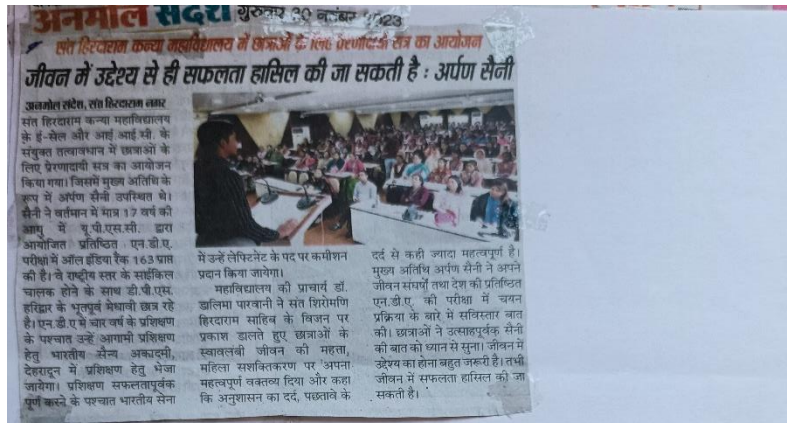 अनमोल संदेश गुरुवार 30 नवंबर 2023
संत हिरदाराम कन्या महाविद्यालय में छात्राओं के लिए प्रेरणादायी सत्र का आयोजन
जीवन में उद्देश्य से ही सफलता हासिल की जा सकती है : अर्पण सैनी
अनमोल संदेश, संत हिरदाराम नगर
संत हिरदाराम कन्या महाविद्यालय
के ई-सेल और आई.आई.सी. के
संयुक्त तत्वावधान में छात्राओं के
लिए प्रेरणादायी सत्र का आयोजन
किया गया। जिसमें मुख्य अतिथि के
रूप में अर्पण सैनी उपस्थित थे।
सैनी ने वर्तमान में मात्र 17 वर्ष की
आयु में यू.पी.एस.सी. द्वारा
आयोजित प्रतिष्ठित एन.डी.ए.
परीक्षा में ऑल इंडिया रैंक 163 प्राप्त
की है। वे राष्ट्रीय स्तर के साईकिल
चालक होने के साथ डी.पी.एस.
हरिद्वार के भूतपूर्व मेधावी छात्र रहे
है। एन.डी.ए में चार वर्ष के प्रशिक्षण
के पश्चात उन्हें आगामी प्रशिक्षण
हेतु भारतीय सैन्य अकादमी,
देहरादून में प्रशिक्षण हेतु भेजा
जायेगा। प्रशिक्षण सफलतापूर्वक
पूर्ण करने के पश्चात भारतीय सेना
में उन्हें लेफ्टिनेट के पद पर कमीशन
प्रदान किया जायेगा।
महाविद्यालय की प्राचार्य डॉ.
डालिमा पारवानी ने संत शिरोमणि
हिरदाराम साहिब के विजन पर
प्रकाश डालते हुए छात्राओं के
स्वावलंबी जीवन की महत्ता,
महिला सशक्तिकरण पर अपना
महत्वपूर्ण वक्तव्य दिया और कहा
कि अनुशासन का दर्द, पछतावे के
दर्द से कही ज्यादा महत्वपूर्ण है।
मुख्य अतिथि अर्पण सैनी ने अपने
जीवन संघर्षों तथा देश की प्रतिष्ठित
एन.डी.ए. की परीक्षा में चयन
प्रक्रिया के बारे में सविस्तार बात
की। छात्राओं ने उत्साहपूर्वक सैनी
की बात को ध्यान से सुना। जीवन में
उद्देश्य का होना बहुत जरूरी है। तभी
जीवन में सफलता हासिल की जा
सकती है।